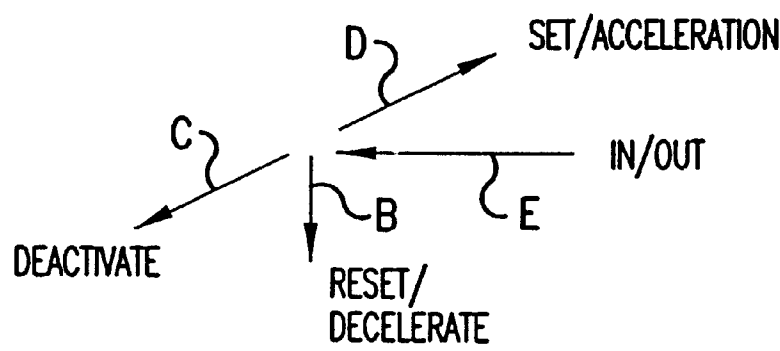 SET/ACCELERATION
D
C
IN/OUT
B
E
DEACTIVATE
RESET/
DECELERATE